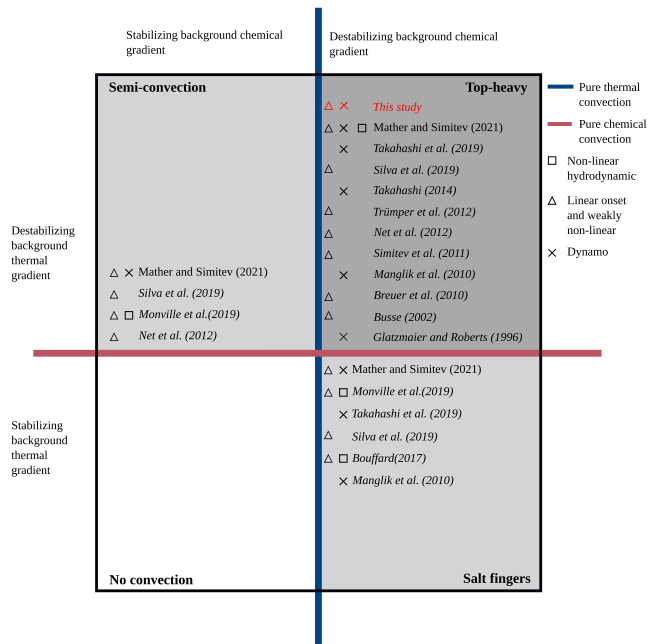 Stabilizing background chemical
gradient
Destabilizing background chemical
gradient
Semi-convection
Top-heavy
This study
Mather and Simitev (2021)
Takahashi et al. (2019)
Silva et al. (2019)
Takahashi (2014)
Trümper et al. (2012)
Net et al. (2012)
Simitev et al. (2011)
Manglik et al. (2010)
Breuer et al. (2010)
Busse (2002)
Glatzmaier and Roberts (1996)
Pure thermal
convection
Pure chemical
convection
Non-linear
hydrodynamic
Linear onset
and weakly
non-linear
Dynamo
Destabilizing
background
thermal
gradient
Mather and Simitev (2021)
Silva et al. (2019)
Monville et al.(2019)
Net et al. (2012)
Mather and Simitev (2021)
Monville et al.(2019)
Takahashi et al. (2019)
Silva et al. (2019)
Bouffard(2017)
Manglik et al. (2010)
Stabilizing
background
thermal
gradient
No convection
Salt fingers